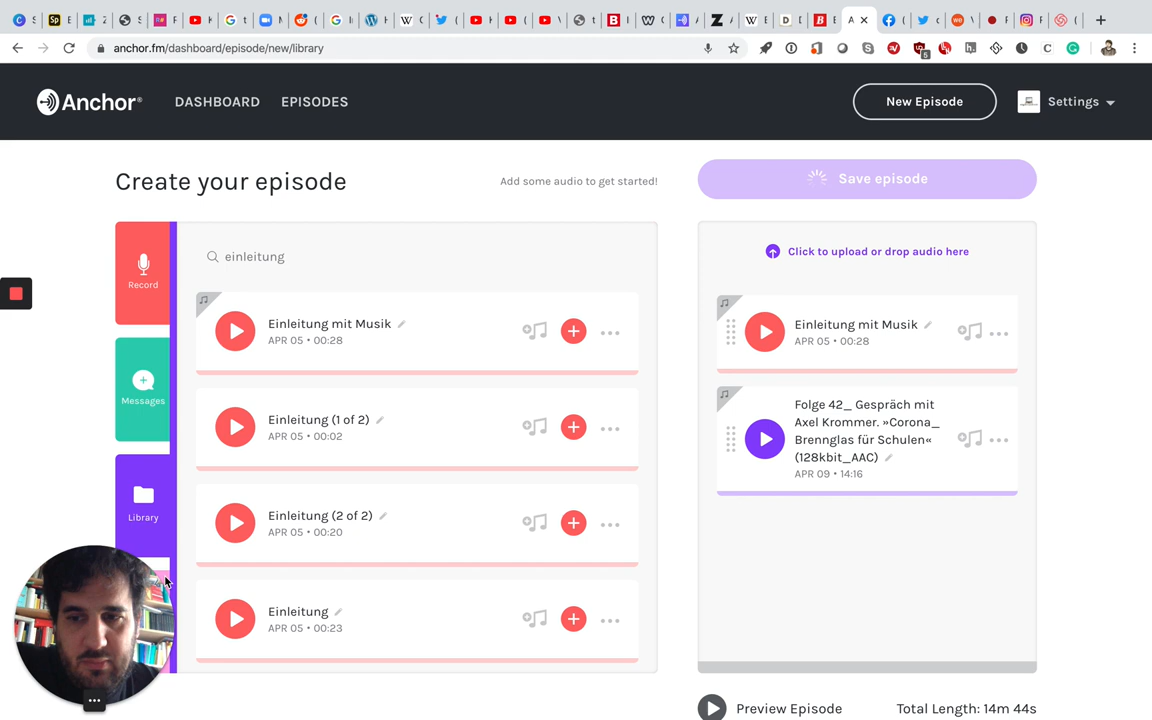 anchor.fm/dashboard/episode/new/library
5
Anchor®
DASHBOARD
EPISODES
New Episode
Settings
Create your episode
Add some audio to get started!
Save episode
Record
Messages
Library
einleitung
Einleitung mit Musik
APR 05 • 00:28
Einleitung (1 of 2)
APR 05 • 00:02
Einleitung (2 of 2)
APR 05 • 00:20
Einleitung
APR 05 • 00:23
Click to upload or drop audio here
Einleitung mit Musik
APR 05 • 00:28
Folge 42_ Gespräch mit
Axel Krommer. »Corona_
Brennglas für Schulen«
(128kbit_AAC)
APR 09 • 14:16
Preview Episode
Total Length: 14m 44s